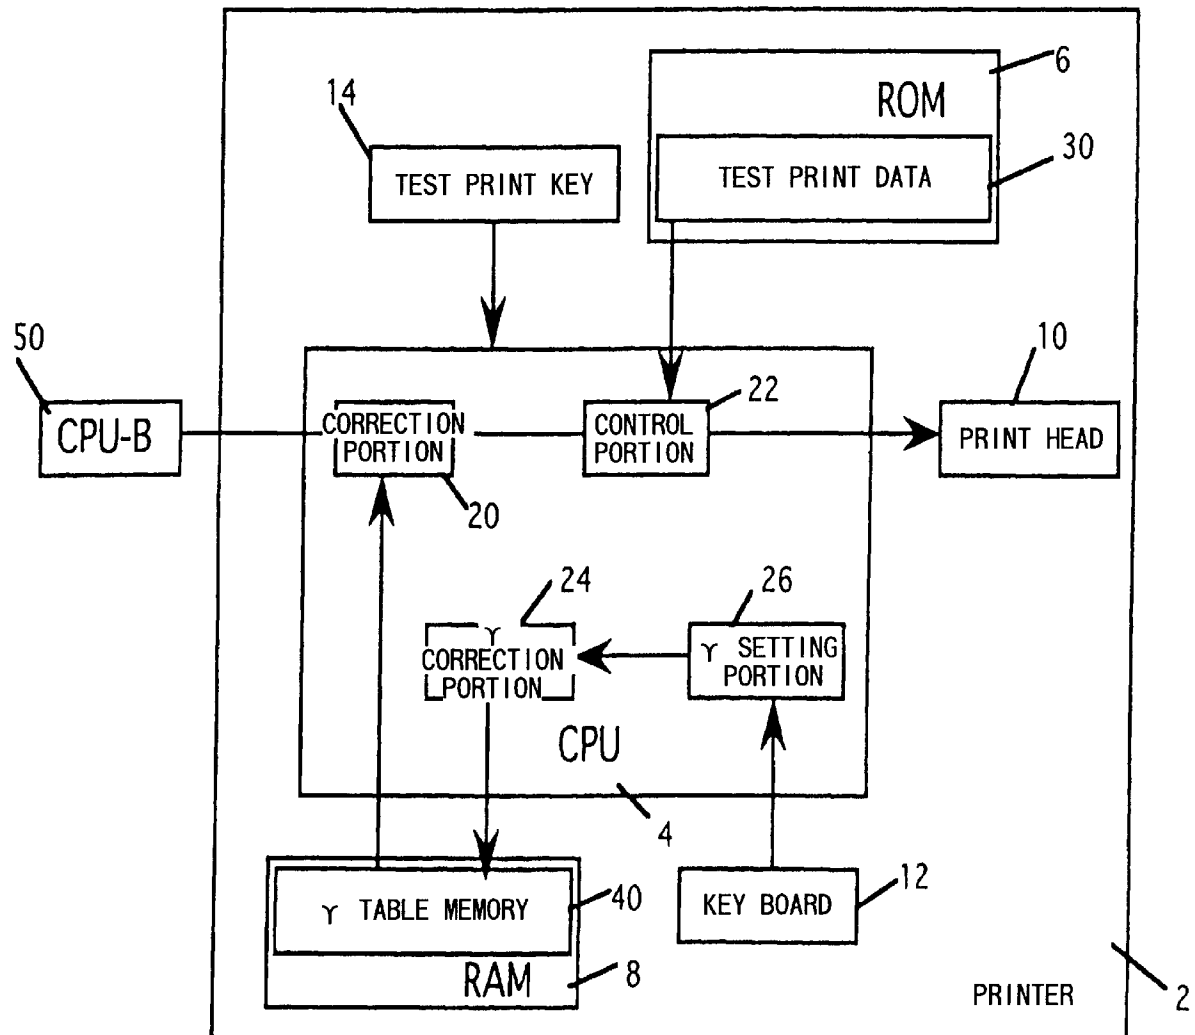 6
ROM
14
30
TEST PRINT KEY
TEST PRINT DATA
50
10
22
CPU-B
CORRECTION
PORTION
CONTROL
PORTION
PRINT HEAD
20
24
26
γ
CORRECTION
PORTION
γ SETTING
PORTION
CPU
4
γ TABLE MEMORY
40
KEY BOARD
12
RAM
8
PRINTER
2